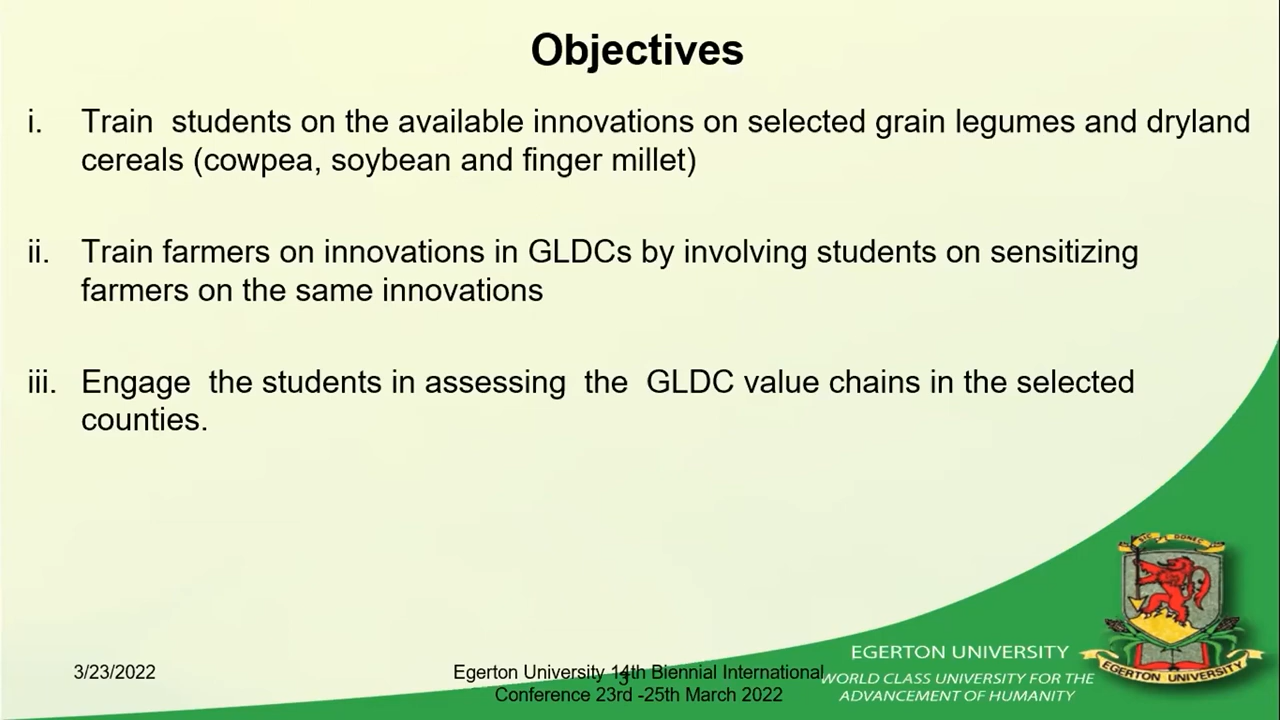 Objectives
i. Train students on the available innovations on selected grain legumes and dryland
cereals (cowpea, soybean and finger millet)
ii. Train farmers on innovations in GLDCs by involving students on sensitizing
farmers on the same innovations
iii. Engage the students in assessing the GLDC value chains in the selected
counties.
3/23/2022
Egerton University 14th Biennial International
Conference 23rd -25th March 2022
3
EGERTON UNIVERSITY
WORLD CLASS UNIVERSITY FOR THE
ADVANCEMENT OF HUMANITY
SIC DONEC
EGERTON UNIVERSITY